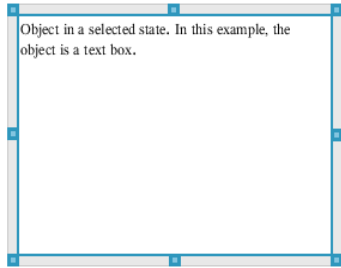 Object in a selected state. In this example, the
object is a text box.